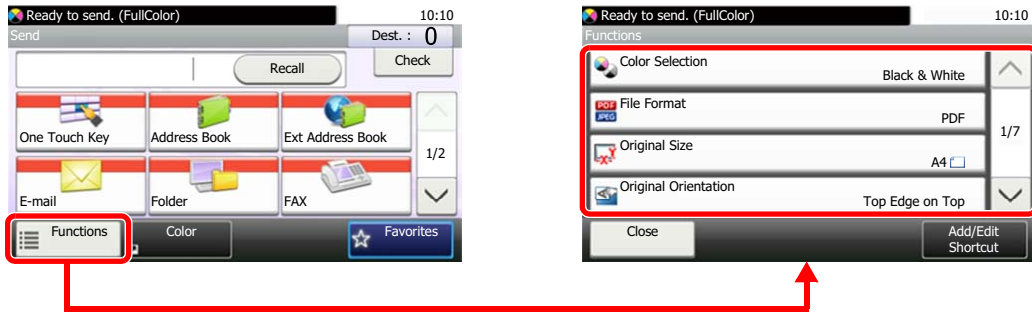 Ready to send. (FullColor) 10:10
Send Dest. : 0
Recall Check
One Touch Key Address Book Ext Address Book
1/2
E-mail Folder FAX
Functions Color Favorites
Ready to send. (FullColor) 10:10
Functions
Color Selection
Black & White
PDF JPEG File Format
PDF
1/7
X Y Original Size
A4
Original Orientation
Top Edge on Top
Close Add/Edit
Shortcut